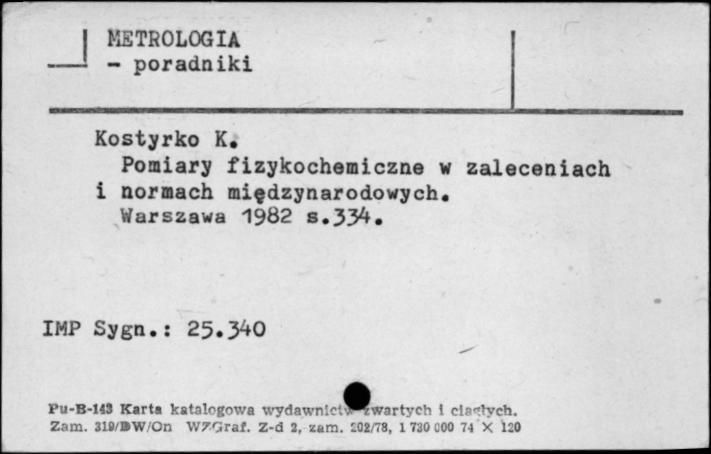 METROLOGIA
- poradniki
Kostyrko K.
Pomiary fizykochemiczne w zaleceniach
i normach międzynarodowych.
Warszawa 1982 s.334.
IMP Sygn.: 25.340
Pu-B-143 Karta katalogowa wydawnictw zwartych i ciągłych.
Zam. 319/DW/On WZGraf. Z-d 2, zam. 202/78, 1 730 000 74 X 120